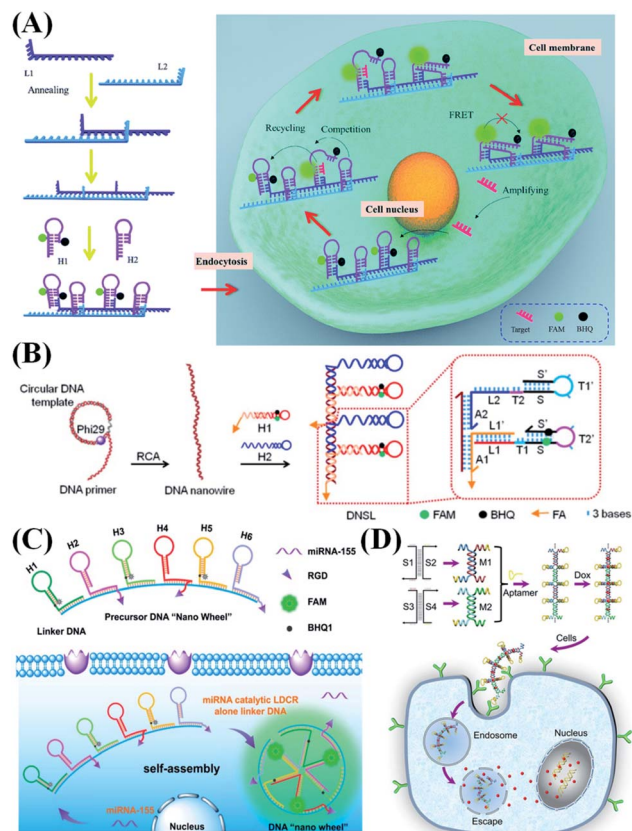 (A)
L1
L2
Annealing
H1
H2
Endocytosis
Cell membrane
Recycling
Competition
FRET
Amplifying
Cell nucleus
Target
FAM
BHQ
(B)
Circular DNA
template
Phi29
DNA primer
RCA
DNA nanowire
H1
H2
DNSL
S'
L2
T2
S
T1'
A2
L1'
S'
L1
T1
S
T2'
A1
FAM
BHQ
FA
3 bases
(C)
H1
H2
H3
H4
H5
H6
Linker DNA
Precursor DNA "Nano Wheel"
miRNA-155
RGD
FAM
BHQ1
miRNA catalytic LDCR
alone linker DNA
self-assembly
miRNA-155
Nucleus
DNA "nano wheel"
(D)
S1
S2
M1
S3
S4
M2
Aptamer
Dox
Cells
Endosome
Nucleus
Escape